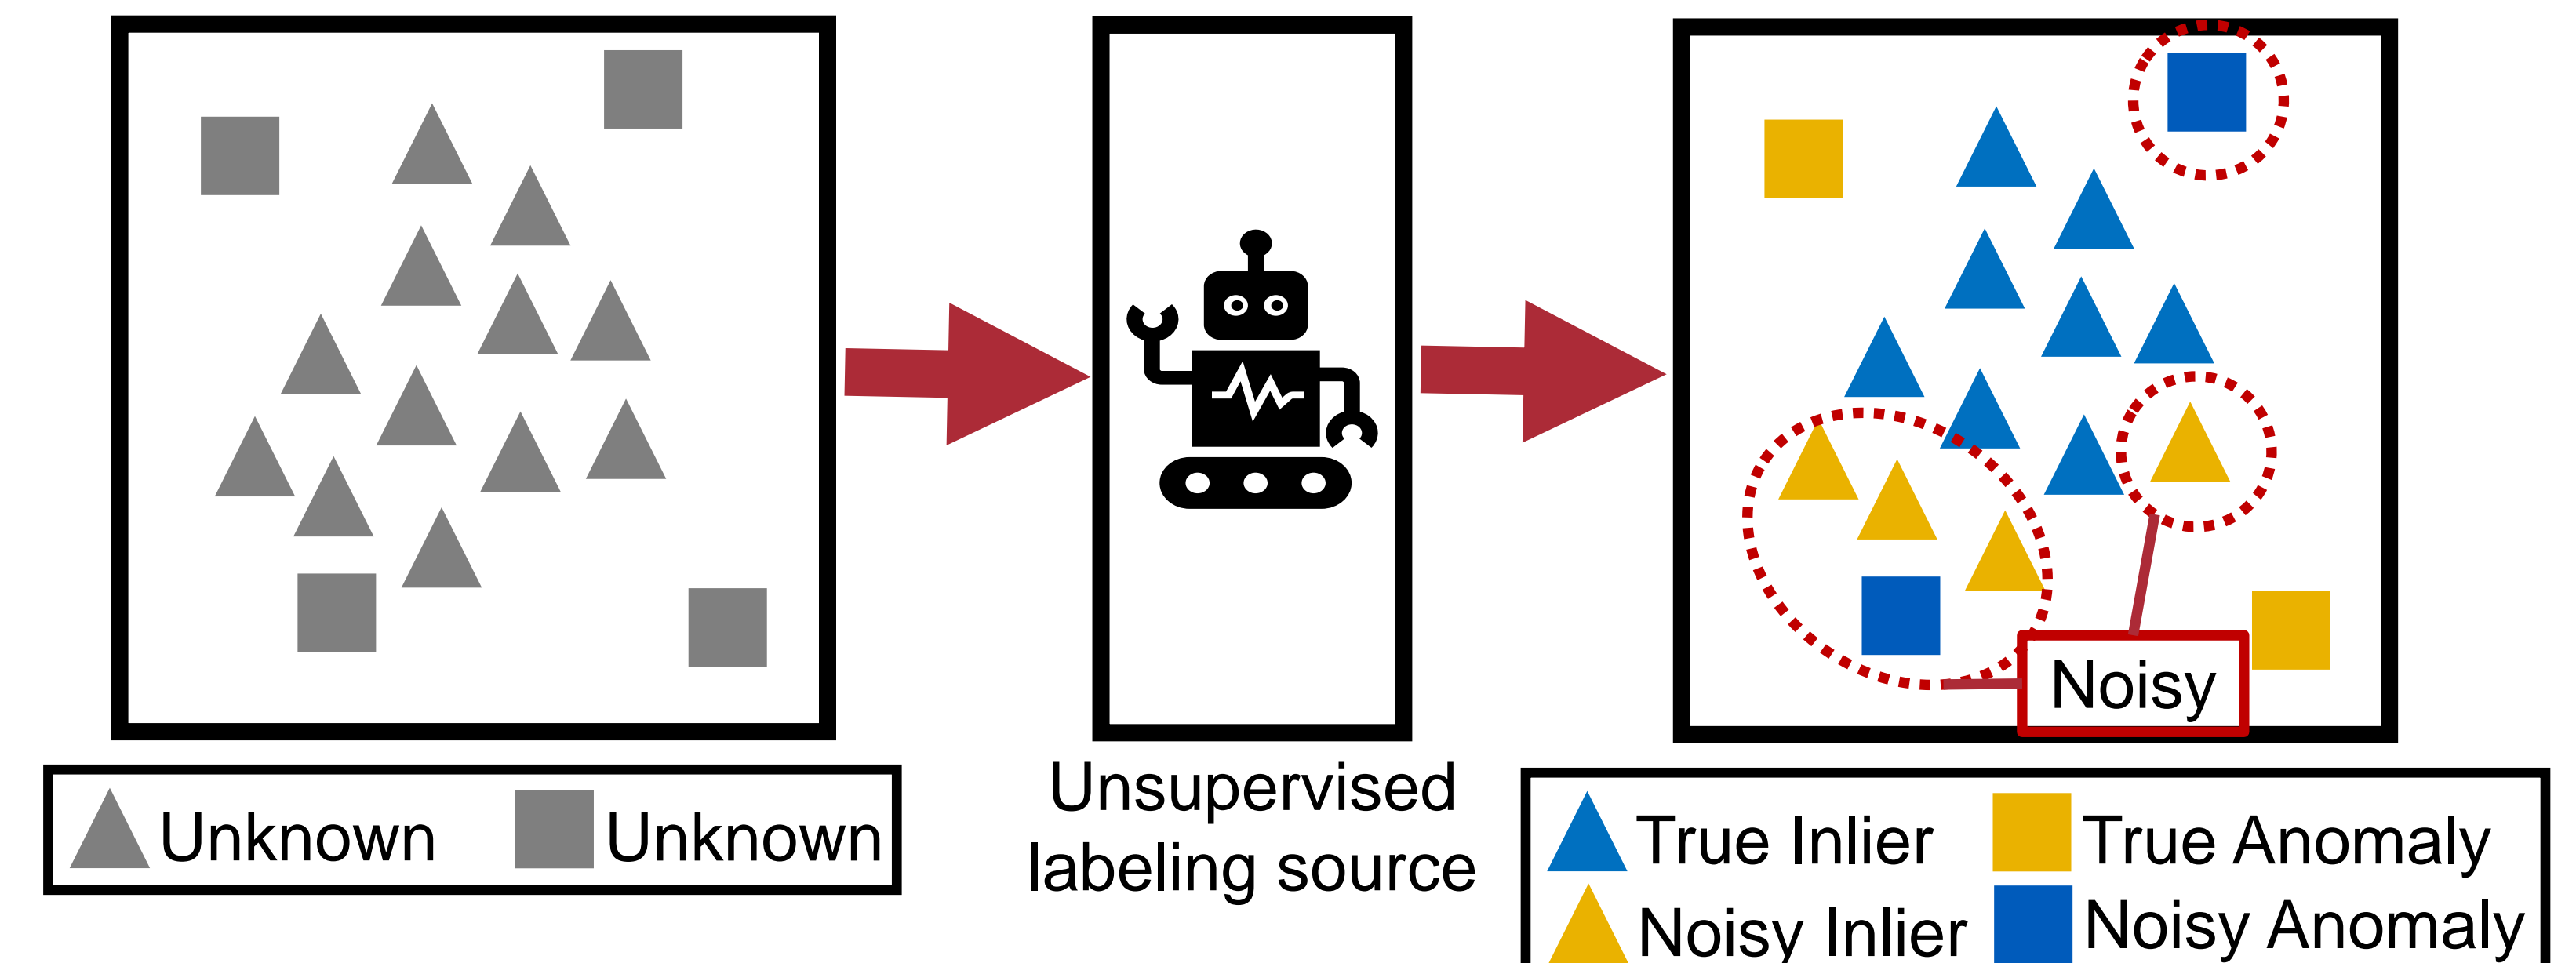 Noisy
Unknown Unknown
Unsupervised
labeling source
True Inlier True Anomaly
Noisy Inlier Noisy Anomaly